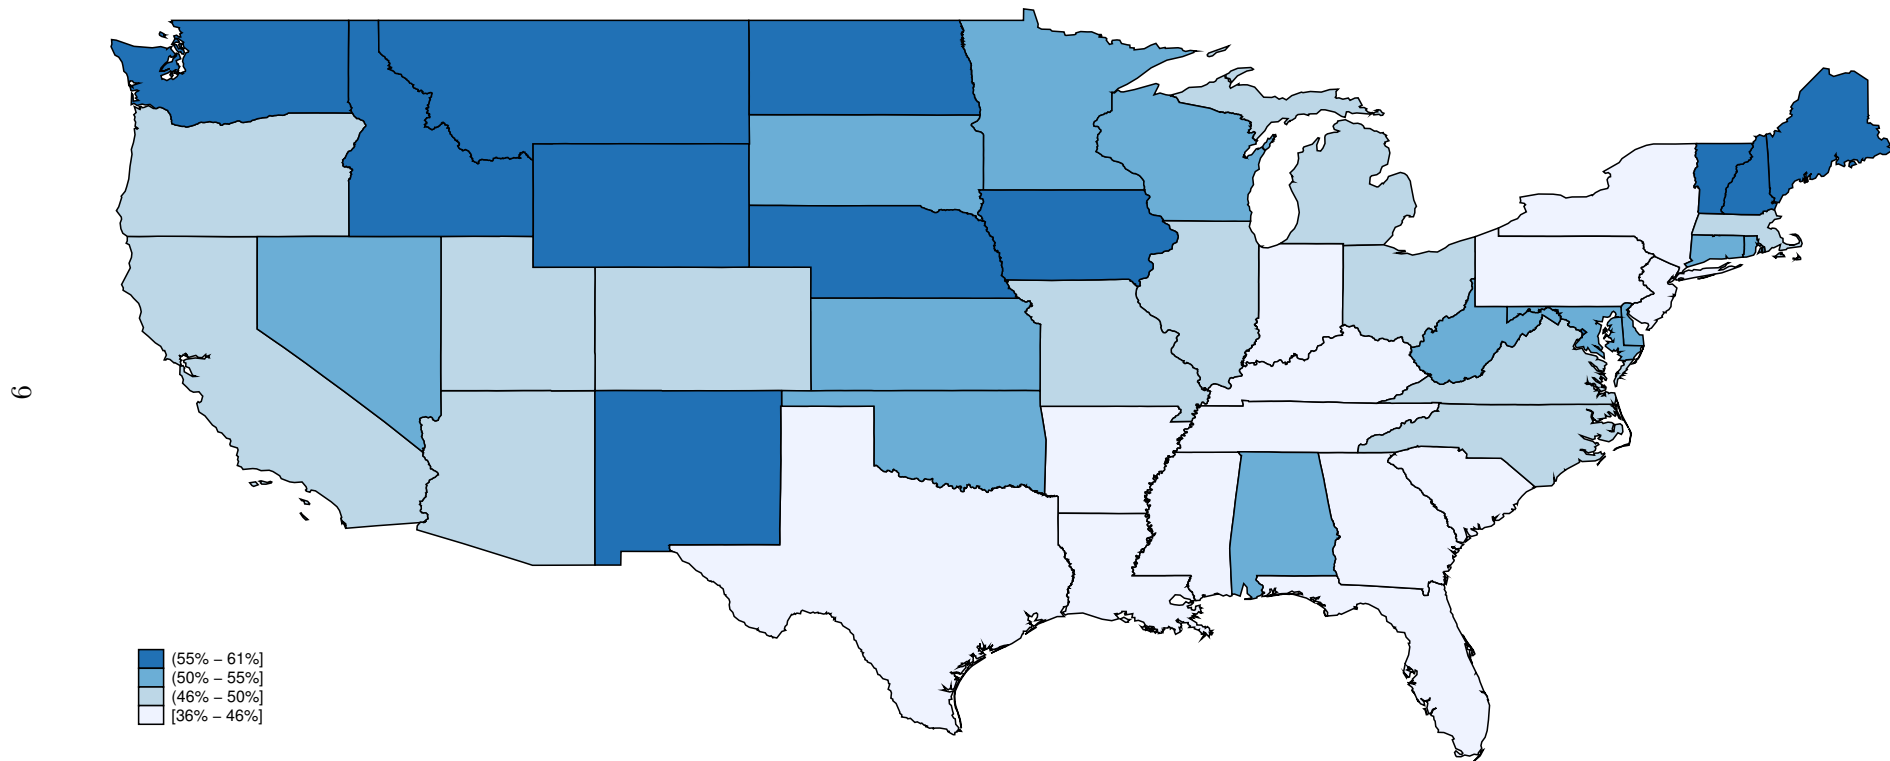 6
(55% – 61%]
(50% – 55%]
(46% – 50%]
[36% – 46%]